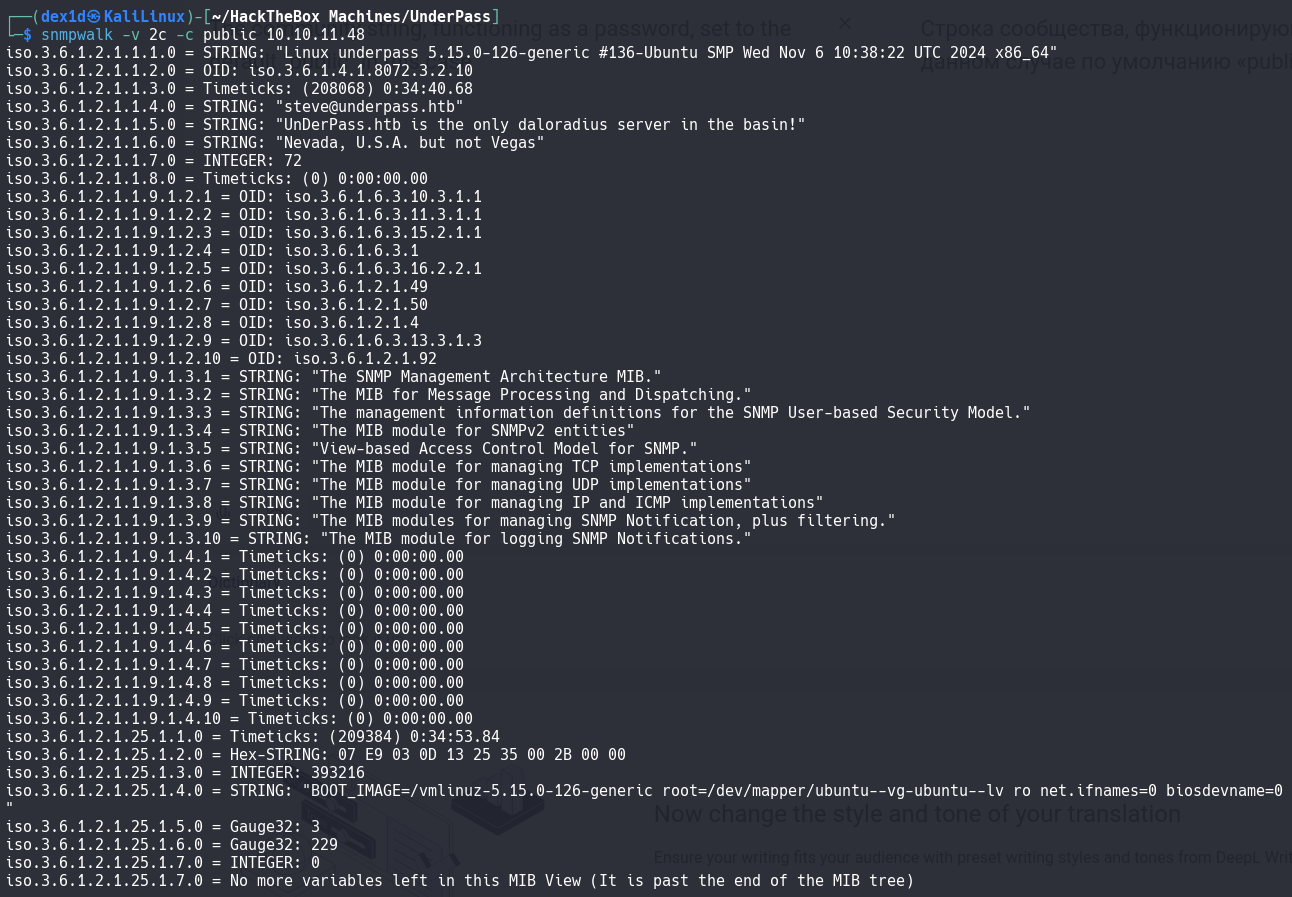 ┌──(dex1d㉿KaliLinux)-[~/HackTheBox Machines/UnderPass]
└─$ snmpwalk -v 2c -c public 10.10.11.48
iso.3.6.1.2.1.1.1.0 = STRING: "Linux underpass 5.15.0-126-generic #136-Ubuntu SMP Wed Nov 6 10:38:22 UTC 2024 x86_64"
iso.3.6.1.2.1.1.2.0 = OID: iso.3.6.1.4.1.8072.3.2.10
iso.3.6.1.2.1.1.3.0 = Timeticks: (208068) 0:34:40.68
iso.3.6.1.2.1.1.4.0 = STRING: "steve@underpass.htb"
iso.3.6.1.2.1.1.5.0 = STRING: "UnDerPass.htb is the only daloradius server in the basin!"
iso.3.6.1.2.1.1.6.0 = STRING: "Nevada, U.S.A. but not Vegas"
iso.3.6.1.2.1.1.7.0 = INTEGER: 72
iso.3.6.1.2.1.1.8.0 = Timeticks: (0) 0:00:00.00
iso.3.6.1.2.1.1.9.1.2.1 = OID: iso.3.6.1.6.3.10.3.1.1
iso.3.6.1.2.1.1.9.1.2.2 = OID: iso.3.6.1.6.3.11.3.1.1
iso.3.6.1.2.1.1.9.1.2.3 = OID: iso.3.6.1.6.3.15.2.1.1
iso.3.6.1.2.1.1.9.1.2.4 = OID: iso.3.6.1.6.3.1
iso.3.6.1.2.1.1.9.1.2.5 = OID: iso.3.6.1.6.3.16.2.2.1
iso.3.6.1.2.1.1.9.1.2.6 = OID: iso.3.6.1.2.1.49
iso.3.6.1.2.1.1.9.1.2.7 = OID: iso.3.6.1.2.1.50
iso.3.6.1.2.1.1.9.1.2.8 = OID: iso.3.6.1.2.1.4
iso.3.6.1.2.1.1.9.1.2.9 = OID: iso.3.6.1.6.3.13.3.1.3
iso.3.6.1.2.1.1.9.1.2.10 = OID: iso.3.6.1.2.1.92
iso.3.6.1.2.1.1.9.1.3.1 = STRING: "The SNMP Management Architecture MIB."
iso.3.6.1.2.1.1.9.1.3.2 = STRING: "The MIB for Message Processing and Dispatching."
iso.3.6.1.2.1.1.9.1.3.3 = STRING: "The management information definitions for the SNMP User-based Security Model."
iso.3.6.1.2.1.1.9.1.3.4 = STRING: "The MIB module for SNMPv2 entities"
iso.3.6.1.2.1.1.9.1.3.5 = STRING: "View-based Access Control Model for SNMP."
iso.3.6.1.2.1.1.9.1.3.6 = STRING: "The MIB module for managing TCP implementations"
iso.3.6.1.2.1.1.9.1.3.7 = STRING: "The MIB module for managing UDP implementations"
iso.3.6.1.2.1.1.9.1.3.8 = STRING: "The MIB module for managing IP and ICMP implementations"
iso.3.6.1.2.1.1.9.1.3.9 = STRING: "The MIB modules for managing SNMP Notification, plus filtering."
iso.3.6.1.2.1.1.9.1.3.10 = STRING: "The MIB module for logging SNMP Notifications."
iso.3.6.1.2.1.1.9.1.4.1 = Timeticks: (0) 0:00:00.00
iso.3.6.1.2.1.1.9.1.4.2 = Timeticks: (0) 0:00:00.00
iso.3.6.1.2.1.1.9.1.4.3 = Timeticks: (0) 0:00:00.00
iso.3.6.1.2.1.1.9.1.4.4 = Timeticks: (0) 0:00:00.00
iso.3.6.1.2.1.1.9.1.4.5 = Timeticks: (0) 0:00:00.00
iso.3.6.1.2.1.1.9.1.4.6 = Timeticks: (0) 0:00:00.00
iso.3.6.1.2.1.1.9.1.4.7 = Timeticks: (0) 0:00:00.00
iso.3.6.1.2.1.1.9.1.4.8 = Timeticks: (0) 0:00:00.00
iso.3.6.1.2.1.1.9.1.4.9 = Timeticks: (0) 0:00:00.00
iso.3.6.1.2.1.1.9.1.4.10 = Timeticks: (0) 0:00:00.00
iso.3.6.1.2.1.25.1.1.0 = Timeticks: (209384) 0:34:53.84
iso.3.6.1.2.1.25.1.2.0 = Hex-STRING: 07 E9 03 0D 13 25 35 00 2B 00 00
iso.3.6.1.2.1.25.1.3.0 = INTEGER: 393216
iso.3.6.1.2.1.25.1.4.0 = STRING: "BOOT_IMAGE=/vmlinuz-5.15.0-126-generic root=/dev/mapper/ubuntu--vg-ubuntu--lv ro net.ifnames=0 biosdevname=0
"
iso.3.6.1.2.1.25.1.5.0 = Gauge32: 3
iso.3.6.1.2.1.25.1.6.0 = Gauge32: 229
iso.3.6.1.2.1.25.1.7.0 = INTEGER: 0
iso.3.6.1.2.1.25.1.7.0 = No more variables left in this MIB View (It is past the end of the MIB tree)
string, functioning as a password, set to the
Строка сообщества, функционирую
данном случае по умолчанию «publi
Now change the style and tone of your translation
Ensure your writing fits your audience with preset writing styles and tones from DeepL Writ